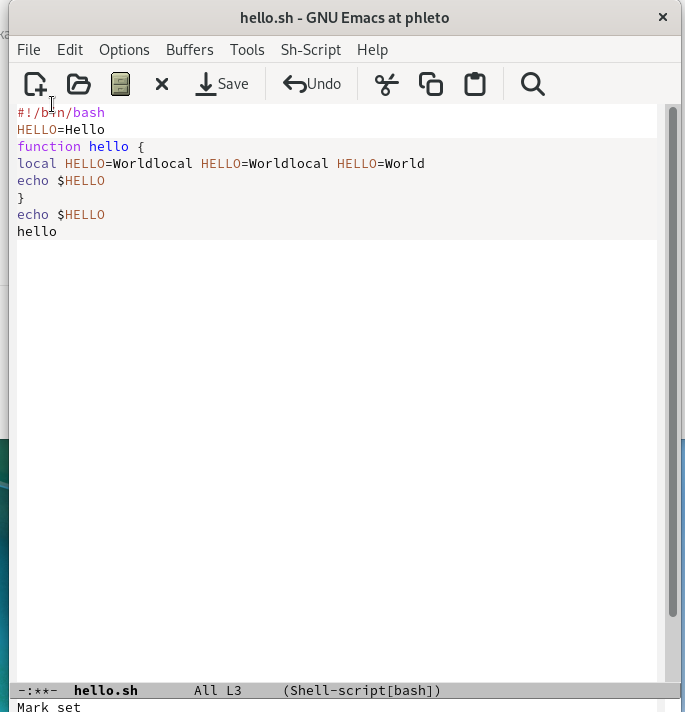 hello.sh - GNU Emacs at phleto
File Edit Options Buffers Tools Sh-Script Help
Save Undo
#!/bin/bash
HELLO=Hello
function hello {
local HELLO=Worldlocal HELLO=Worldlocal HELLO=World
echo $HELLO
}
echo $HELLO
hello
-:**- hello.sh All L3 (Shell-script[bash])
Mark set